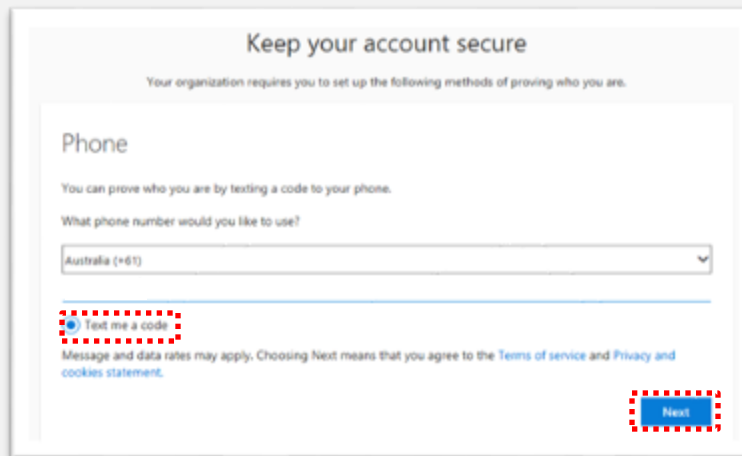 Keep your account secure
Your organization requires you to set up the following methods of proving who you are.
Phone
You can prove who you are by texting a code to your phone.
What phone number would you like to use?
Australia (+61)
Text me a code
Message and data rates may apply. Choosing Next means that you agree to the Terms of service and Privacy and
cookies statement.
Next